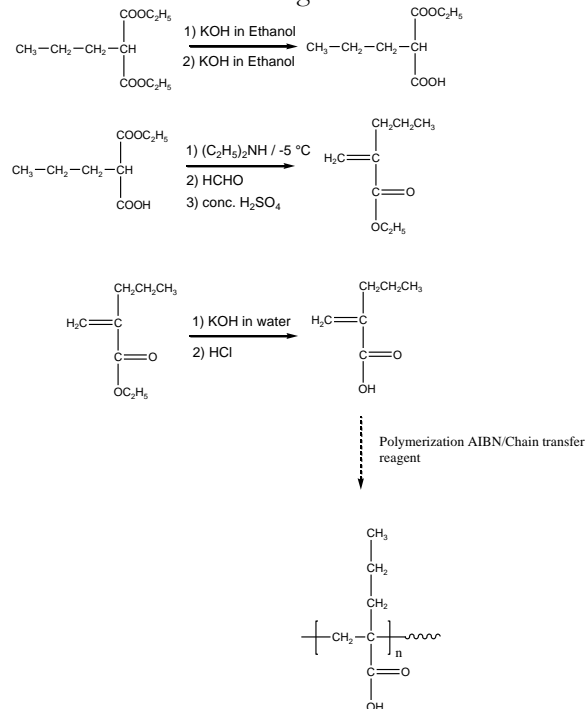 COOC₂H₅
CH₃−CH₂−CH₂−CH
COOC₂H₅
1) KOH in Ethanol
2) KOH in Ethanol
COOC₂H₅
CH₃−CH₂−CH₂−CH
COOH
COOC₂H₅
CH₃−CH₂−CH₂−CH
COOH
1) (C₂H₅)₂NH / -5 °C
2) HCHO
3) conc. H₂SO₄
CH₂CH₂CH₃
H₂C=C
C=O
OC₂H₅
CH₂CH₂CH₃
H₂C=C
C=O
OC₂H₅
1) KOH in water
2) HCl
CH₂CH₂CH₃
H₂C=C
C=O
OH
Polymerization AIBN/Chain transfer
reagent
CH₃
CH₂
CH₂
CH₂−C
n
C=O
OH